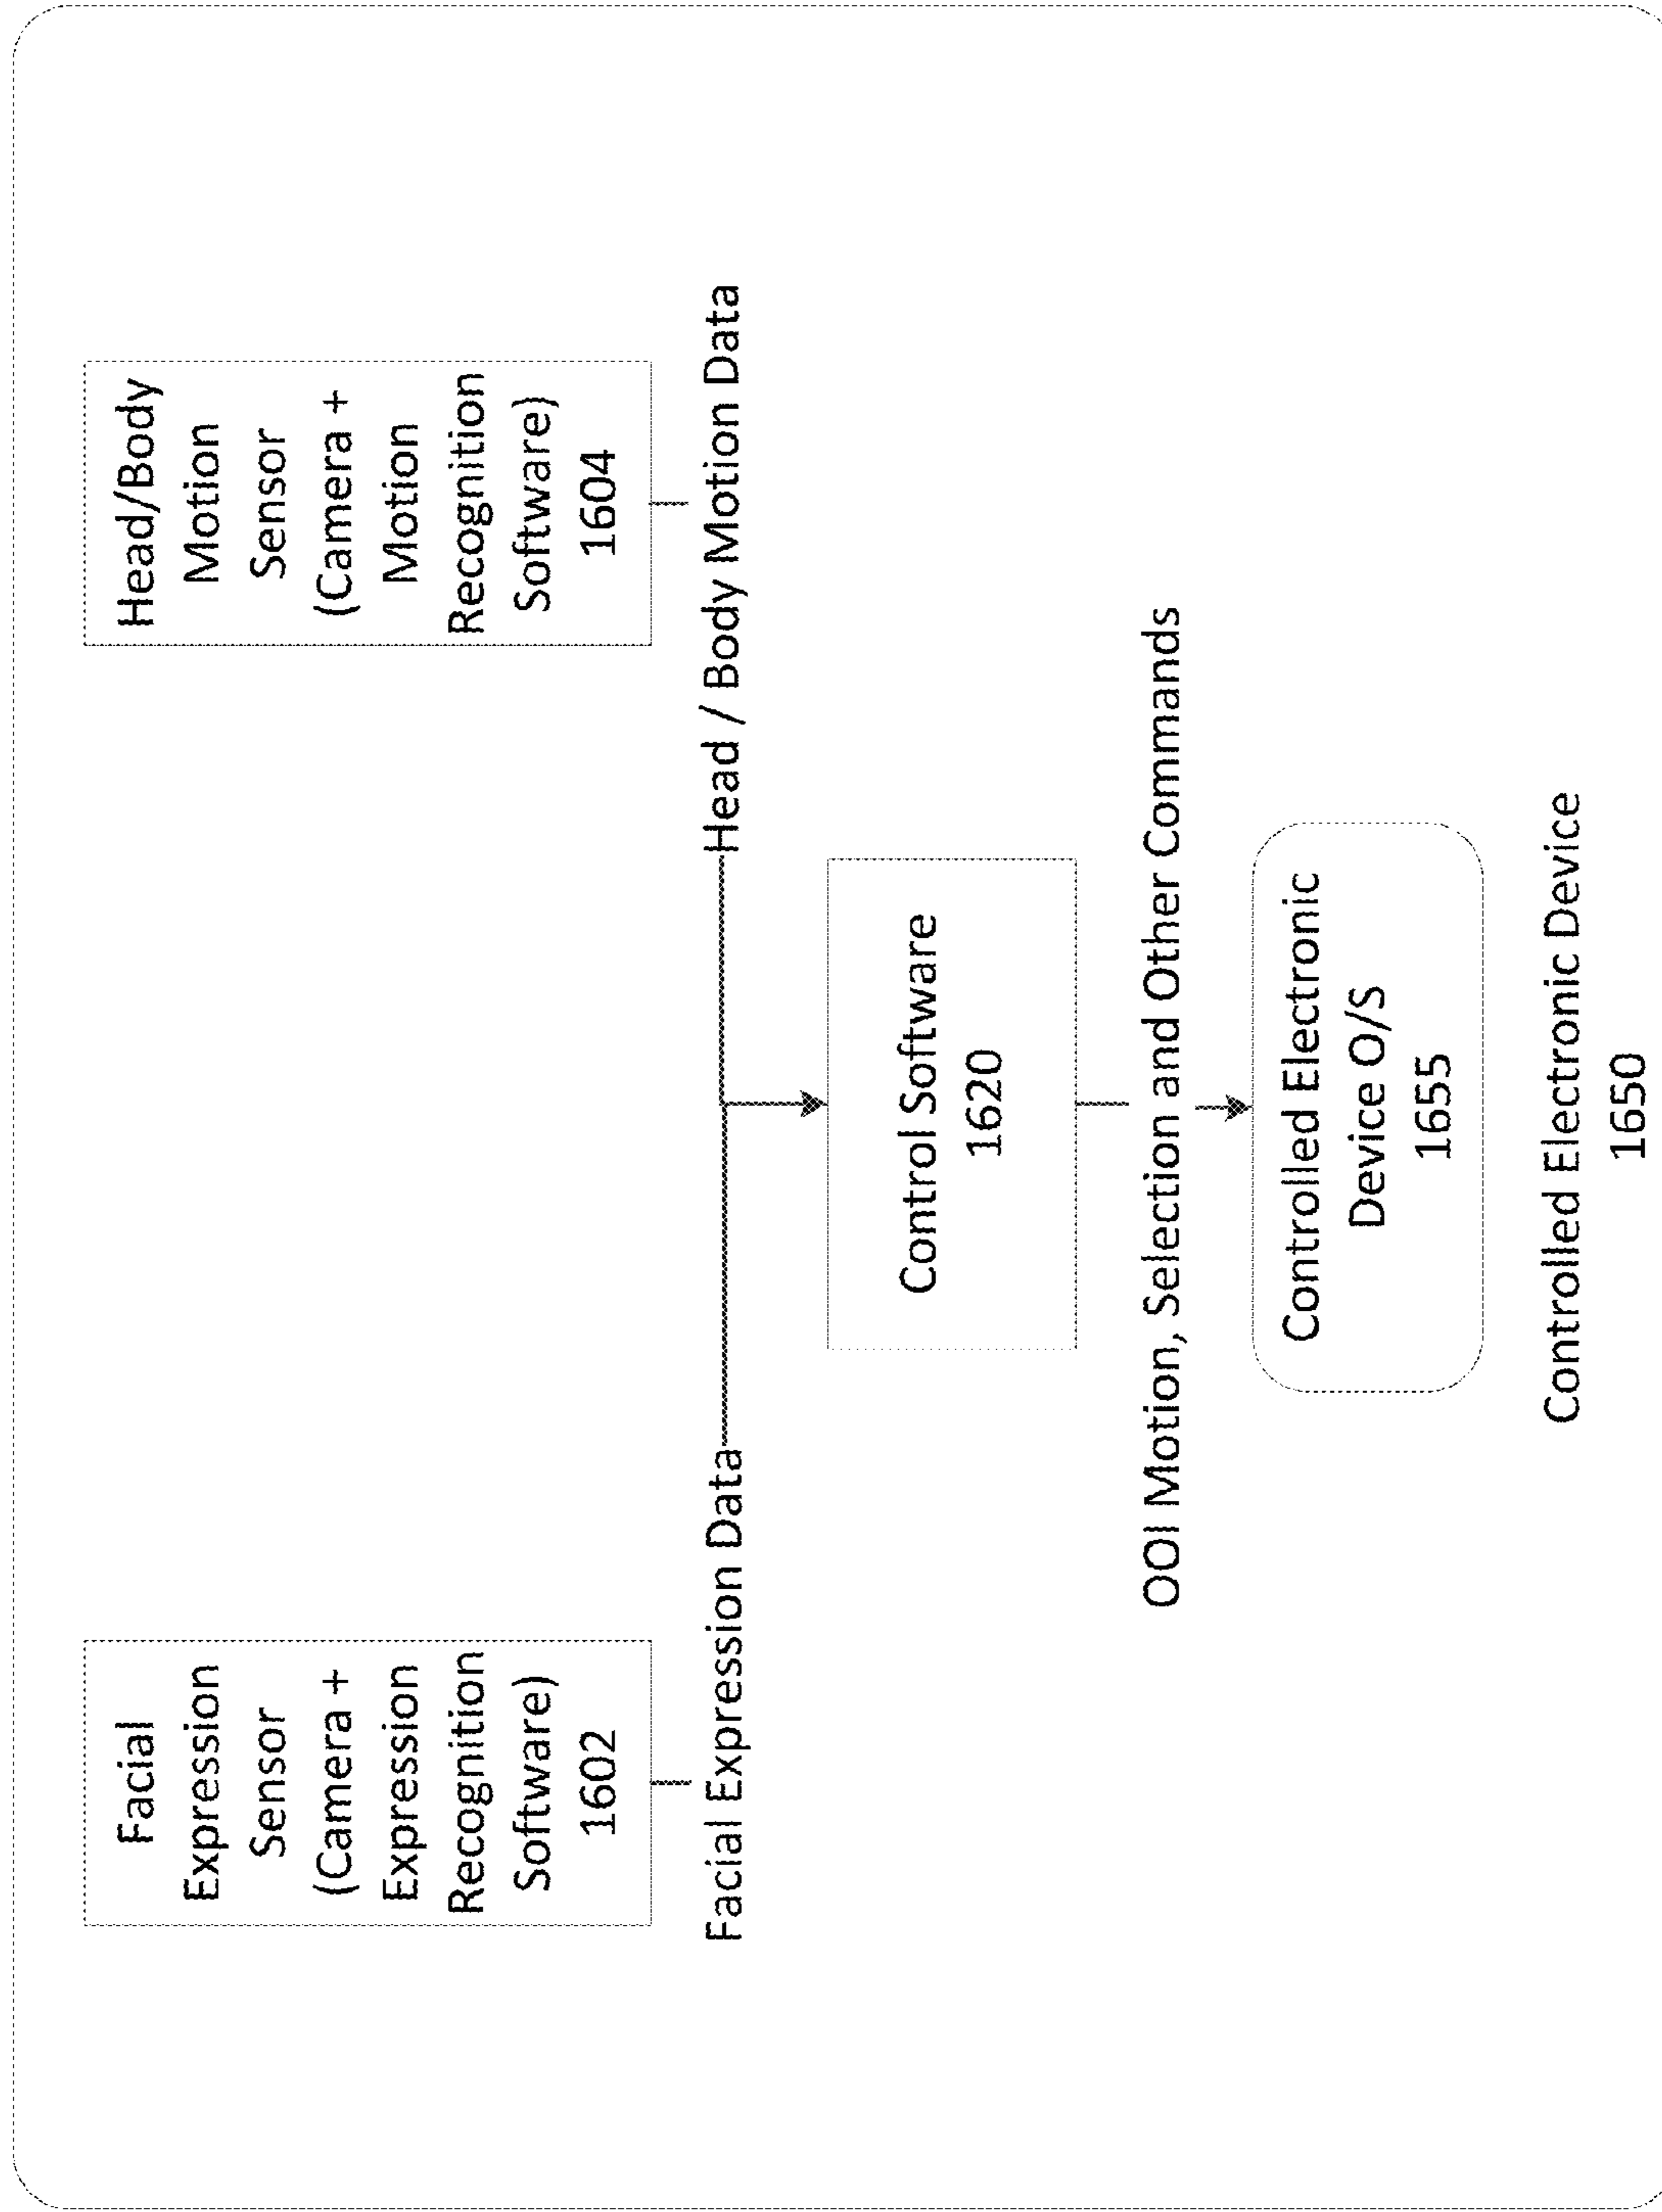 Facial
Expression
Sensor
(Camera +
Expression
Recognition
Software)
1602
Head/Body
Motion
Sensor
(Camera +
Motion
Recognition
Software)
1604
Facial Expression Data
Head / Body Motion Data
Control Software
1620
OOI Motion, Selection and Other Commands
Controlled Electronic
Device O/S
1655
Controlled Electronic Device
1650